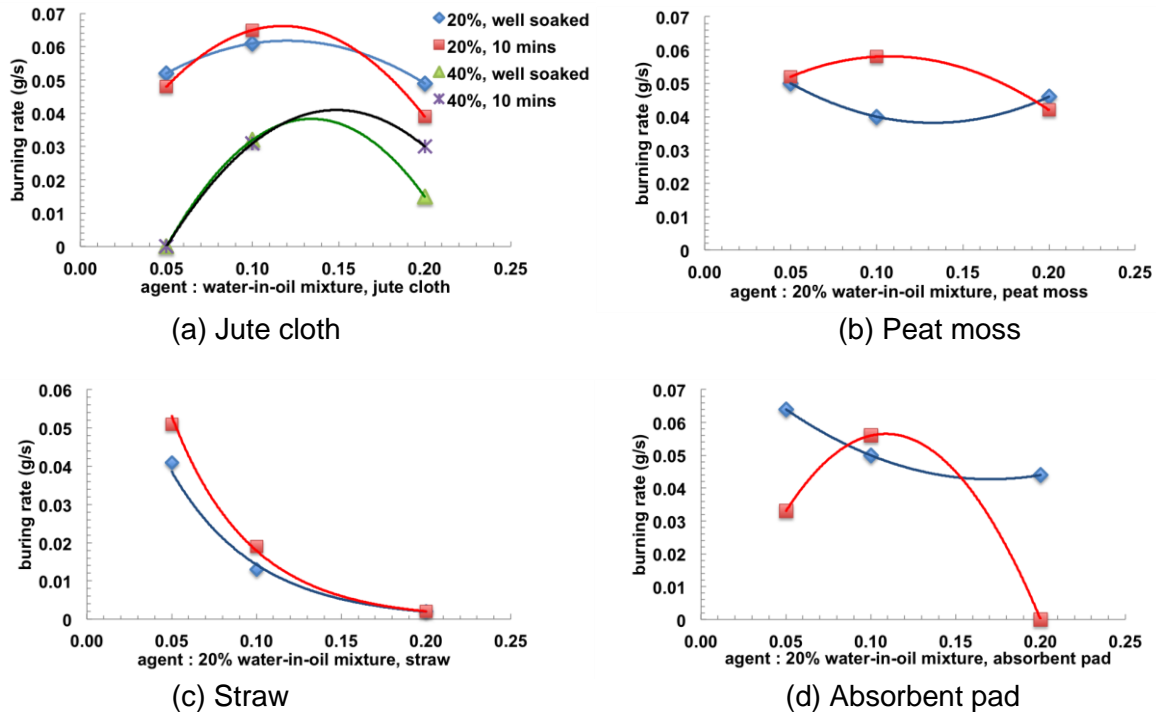 0.07
0.06
0.05
0.04
0.03
0.02
0.01
0
burning rate (g/s)
0.00 0.05 0.10 0.15 0.20 0.25
agent : water-in-oil mixture, jute cloth
20%, well soaked
20%, 10 mins
40%, well soaked
40%, 10 mins
(a) Jute cloth
0.07
0.06
0.05
0.04
0.03
0.02
0.01
0
burning rate (g/s)
0.00 0.05 0.10 0.15 0.20 0.25
agent : 20% water-in-oil mixture, peat moss
(b) Peat moss
0.06
0.05
0.04
0.03
0.02
0.01
0
buring rate (g/s)
0.00 0.05 0.10 0.15 0.20 0.25
agent : 20% water-in-oil mixture, straw
(c) Straw
0.07
0.06
0.05
0.04
0.03
0.02
0.01
0
burning rate (g/s)
0.00 0.05 0.10 0.15 0.20 0.25
agent : 20% water-in-oil mixture, absorbent pad
(d) Absorbent pad